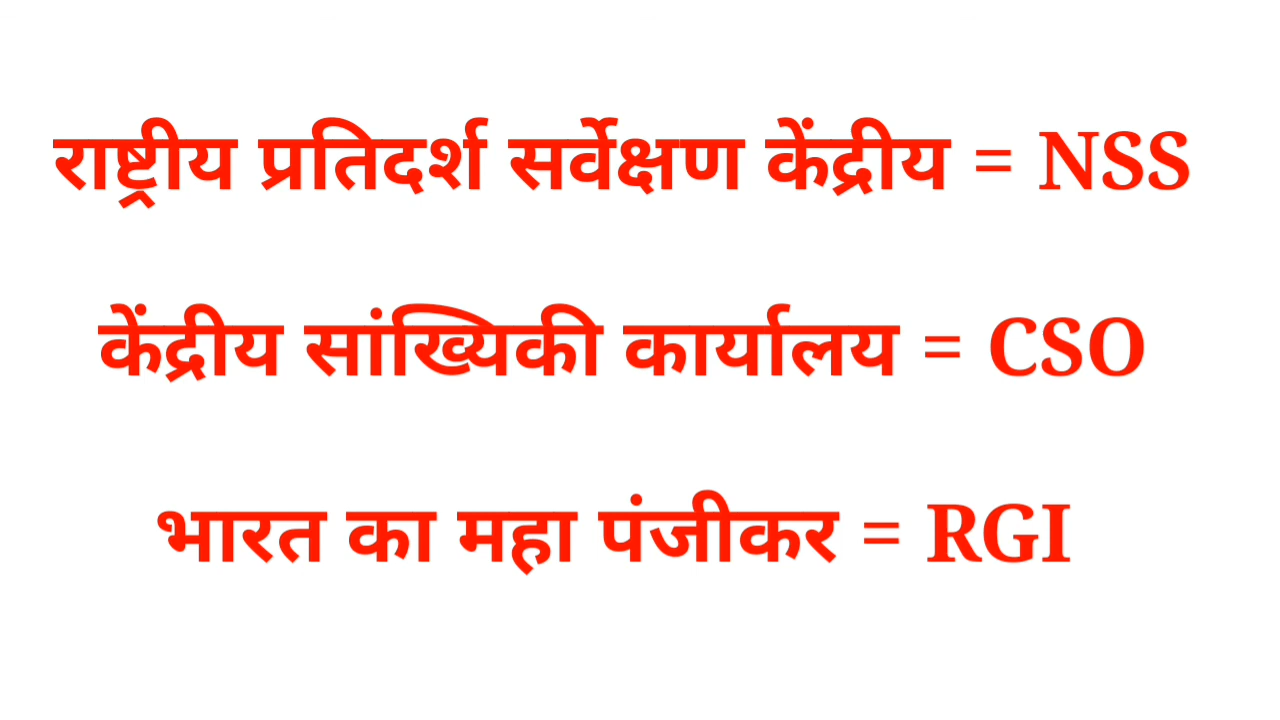 राष्ट्रीय प्रतिदर्श सर्वेक्षण केंद्रीय = NSS
केंद्रीय सांख्यिकी कार्यालय = CSO
भारत का महा पंजीकर = RGI